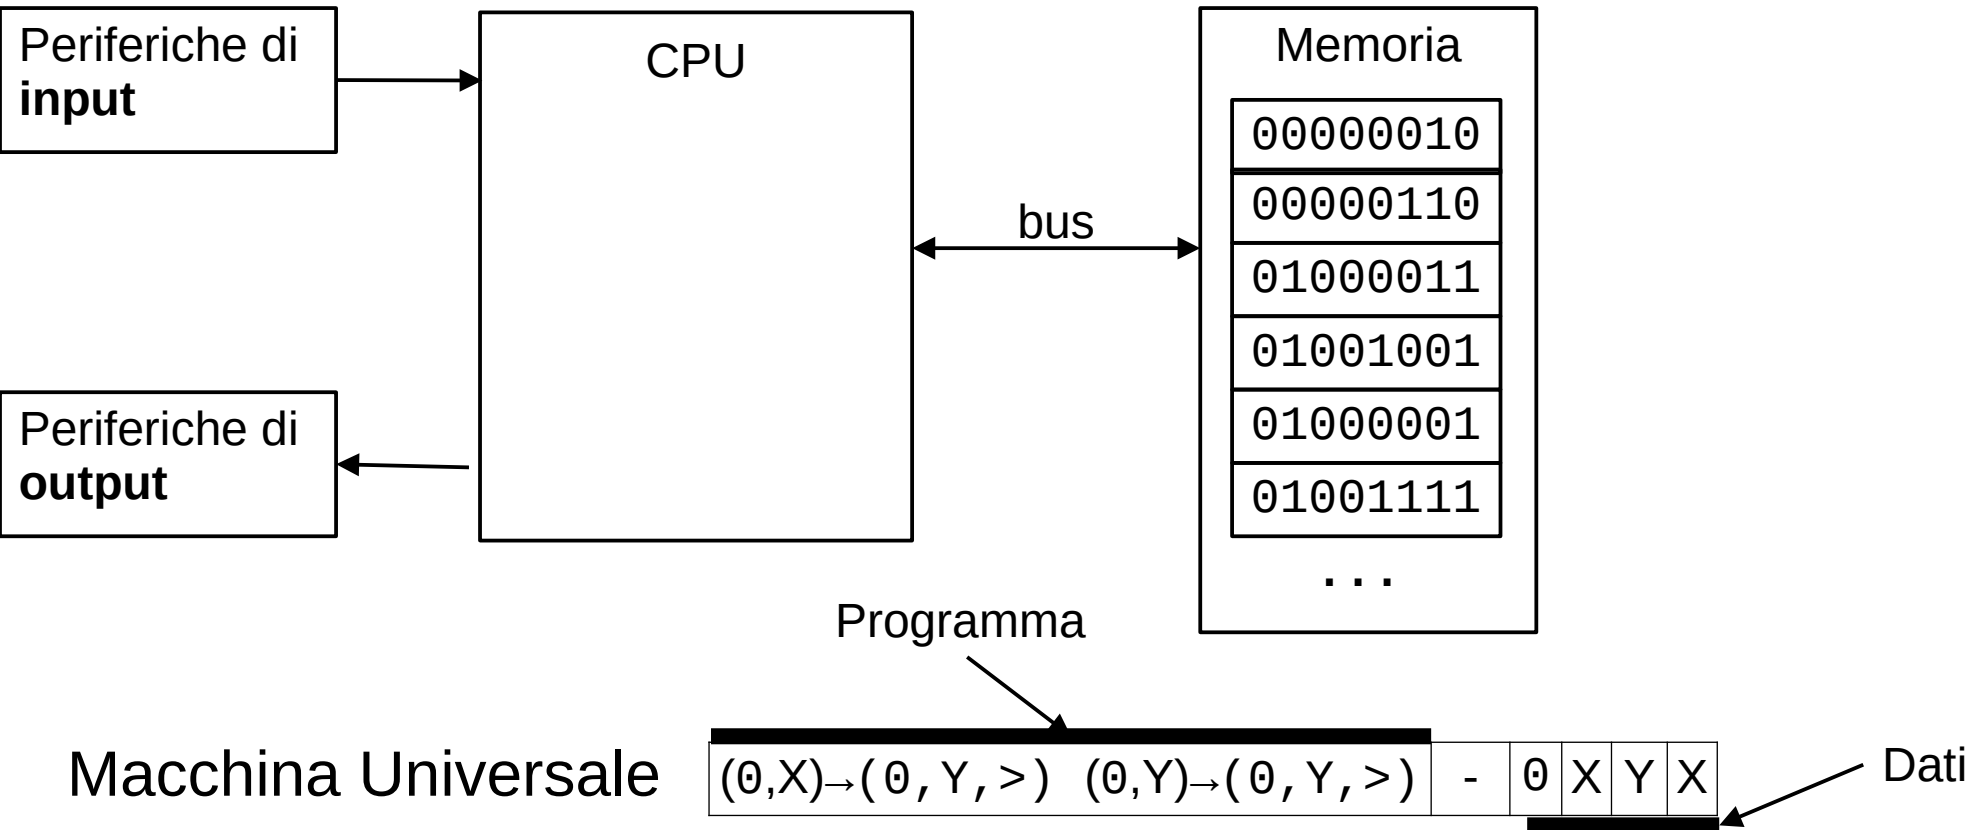 Periferiche di
input
CPU
Memoria
00000010
00000110
01000011
01001001
01000001
01001111
...
bus
Periferiche di
output
Programma
Macchina Universale
(0,X)→(0,Y,>) (0,Y)→(0,Y,>) - 0 X Y X
Dati